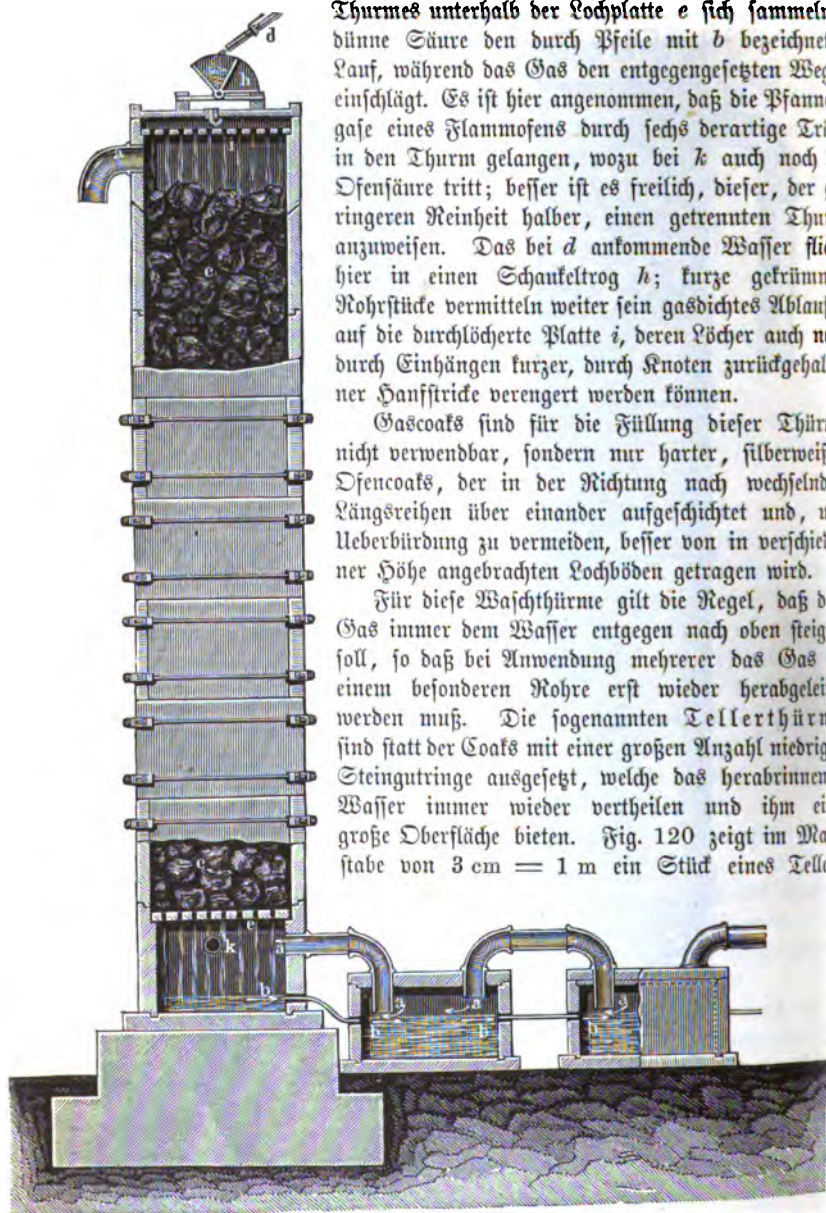 Thurmes unterhalb der Lochplatte e sich sammeln
dünne Säure den durch Pfeile mit b bezeichnet
Lauf, während das Gas den entgegengesetzten Weg
einschlägt. Es ist hier angenommen, daß die Pfanne
gase eines Flammofens durch sechs derartige Tri
in den Thurm gelangen, wozu bei k auch noch
Ofensäure tritt; besser ist es freilich, dieser, der g
ringeren Reinheit halber, einen getrennten Thur
anzuweisen. Das bei d ankommende Wasser flie
hier in einen Schaukeltrog h; kurze gekrümm
Rohrstücke vermitteln weiter sein gasdichtes Ablauf
auf die durchlöcherte Platte i, deren Löcher auch no
durch Einhängen kurzer, durch Knoten zurückgehal
ner Hanfstricke verengert werden können.
Gascoaks sind für die Füllung dieser Thür
nicht verwendbar, sondern nur harter, silberweiß
Ofencoaks, der in der Richtung nach wechselnd
Längsreihen über einander aufgeschichtet und, u
Ueberbürdung zu vermeiden, besser von in verschie
ner Höhe angebrachten Lochböden getragen wird.
Für diese Waschthürme gilt die Regel, daß d
Gas immer dem Wasser entgegen nach oben steig
soll, so daß bei Anwendung mehrerer das Gas
einem besonderen Rohre erst wieder herabgelei
werden muß. Die sogenannten Tellerthürm
sind statt der Coaks mit einer großen Anzahl niedrig
Steingutringe ausgesetzt, welche das herabrinnen
Wasser immer wieder vertheilen und ihm ei
große Oberfläche bieten. Fig. 120 zeigt im Ma
stabe von 3 cm = 1 m ein Stück eines Telle
d
h
i
a
c
c
e
k
a
b
a
a
b
b
a
b